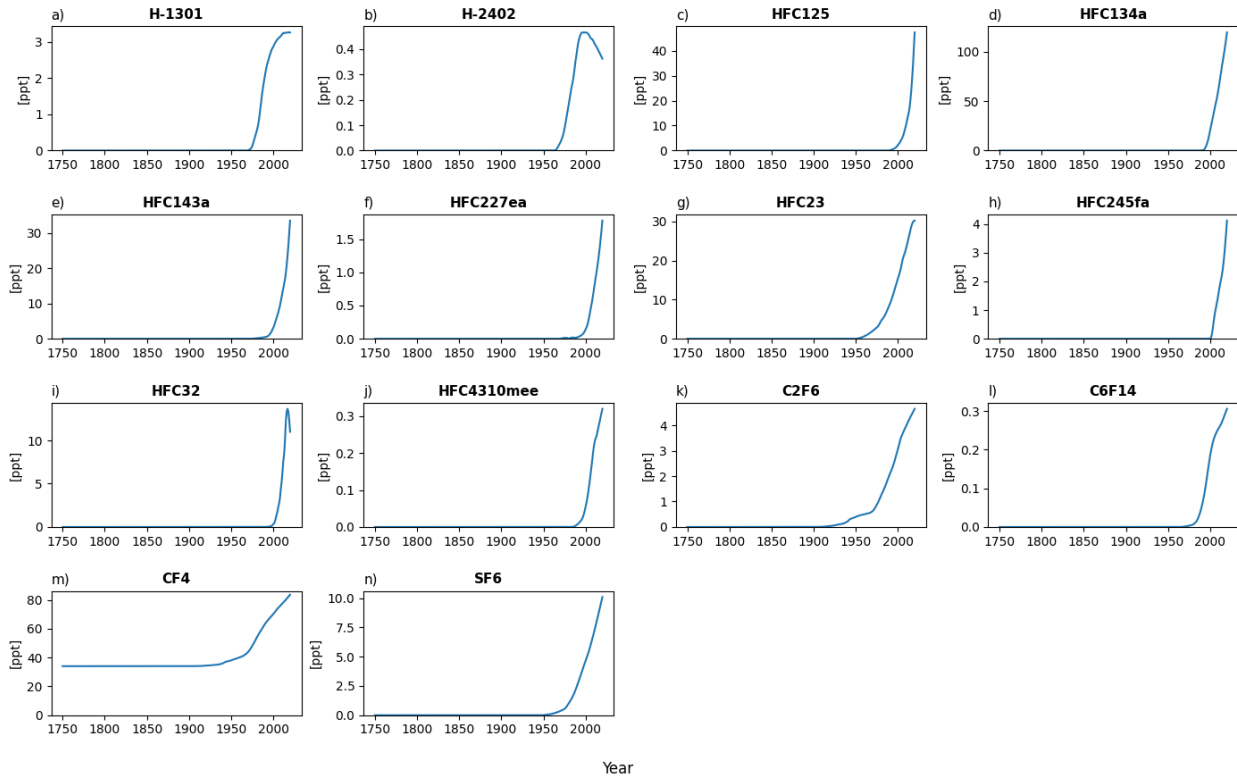 a) H-1301
b) H-2402
c) HFC125
d) HFC134a
[ppt] 3 2 1 0
[ppt] 0.4 0.3 0.2 0.1 0.0
[ppt] 40 30 20 10 0
[ppt] 100 50 0
1750 1800 1850 1900 1950 2000
1750 1800 1850 1900 1950 2000
1750 1800 1850 1900 1950 2000
1750 1800 1850 1900 1950 2000
e) HFC143a
f) HFC227ea
g) HFC23
h) HFC245fa
[ppt] 30 20 10 0
[ppt] 1.5 1.0 0.5 0.0
[ppt] 30 20 10 0
[ppt] 4 3 2 1 0
1750 1800 1850 1900 1950 2000
1750 1800 1850 1900 1950 2000
1750 1800 1850 1900 1950 2000
1750 1800 1850 1900 1950 2000
i) HFC32
j) HFC4310mee
k) C2F6
l) C6F14
[ppt] 10 5 0
[ppt] 0.3 0.2 0.1 0.0
[ppt] 4 3 2 1 0
[ppt] 0.3 0.2 0.1 0.0
1750 1800 1850 1900 1950 2000
1750 1800 1850 1900 1950 2000
1750 1800 1850 1900 1950 2000
1750 1800 1850 1900 1950 2000
m) CF4
n) SF6
[ppt] 80 60 40 20 0
[ppt] 10.0 7.5 5.0 2.5 0.0
1750 1800 1850 1900 1950 2000
1750 1800 1850 1900 1950 2000
Year